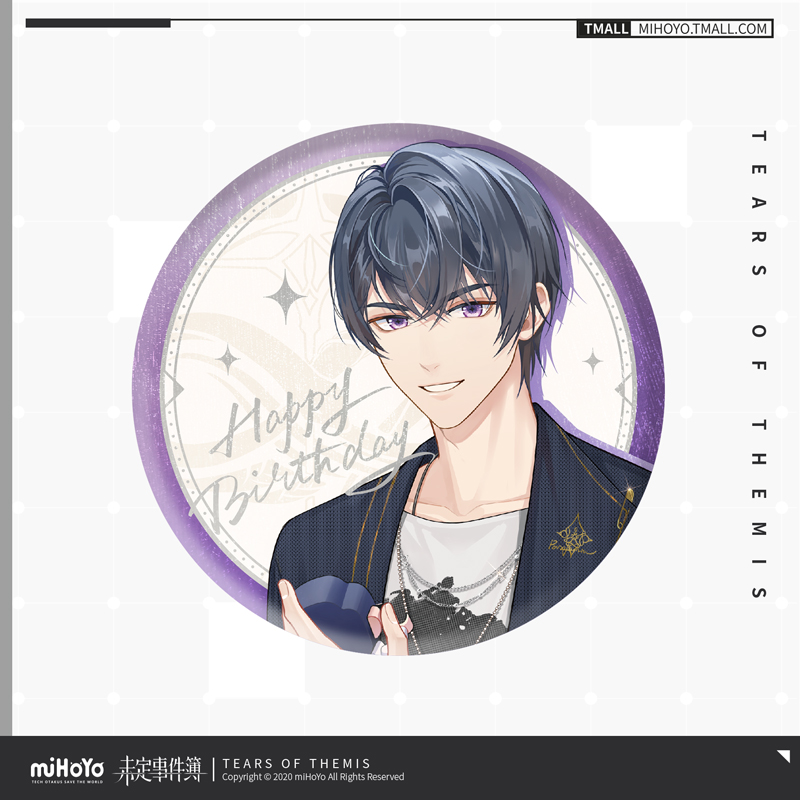 TMALL MIHOYO.TMALL.COM
TEARS OF THEMIS
Happy
Birthday
miHoYo
TECH OTAKUS SAVE THE WORLD
未定事件簿
TEARS OF THEMIS
Copyright © 2020 miHoYo All Rights Reserved